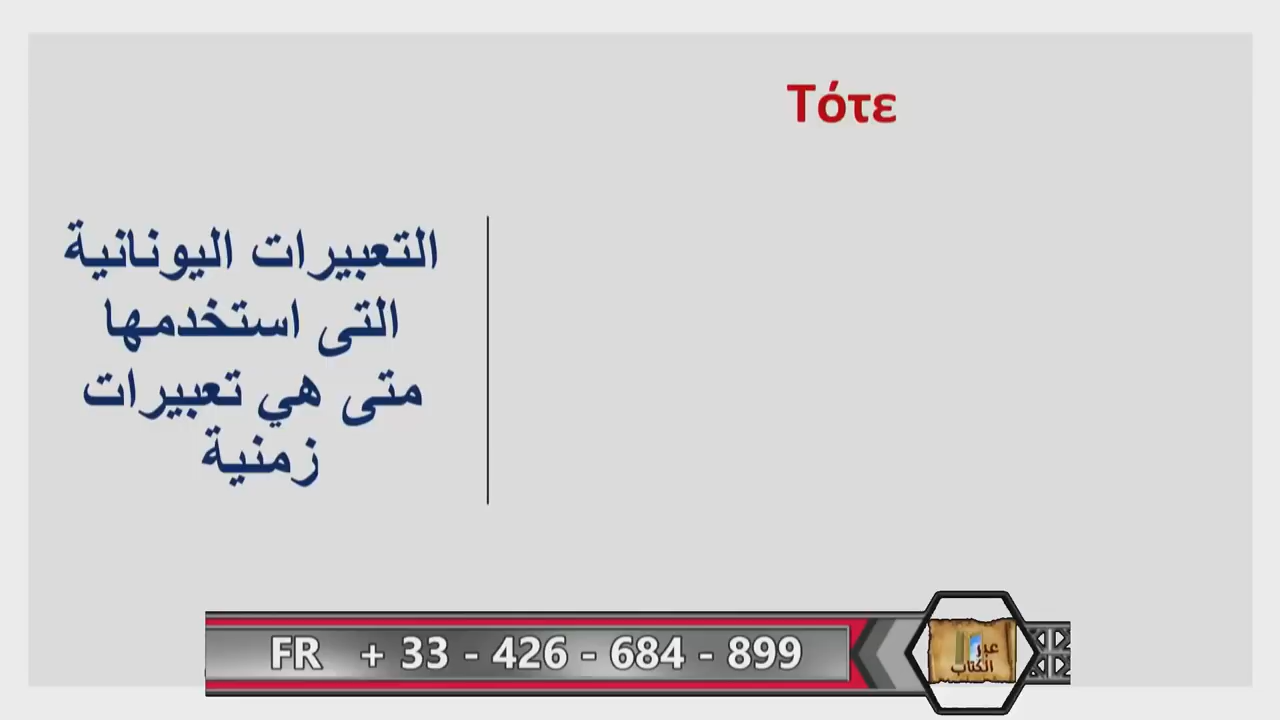 Τότε
التعبيرات اليونانية
التى استخدمها
متى هي تعبيرات
زمنية
FR + 33 - 426 - 684 - 899
عبر
الكتاب